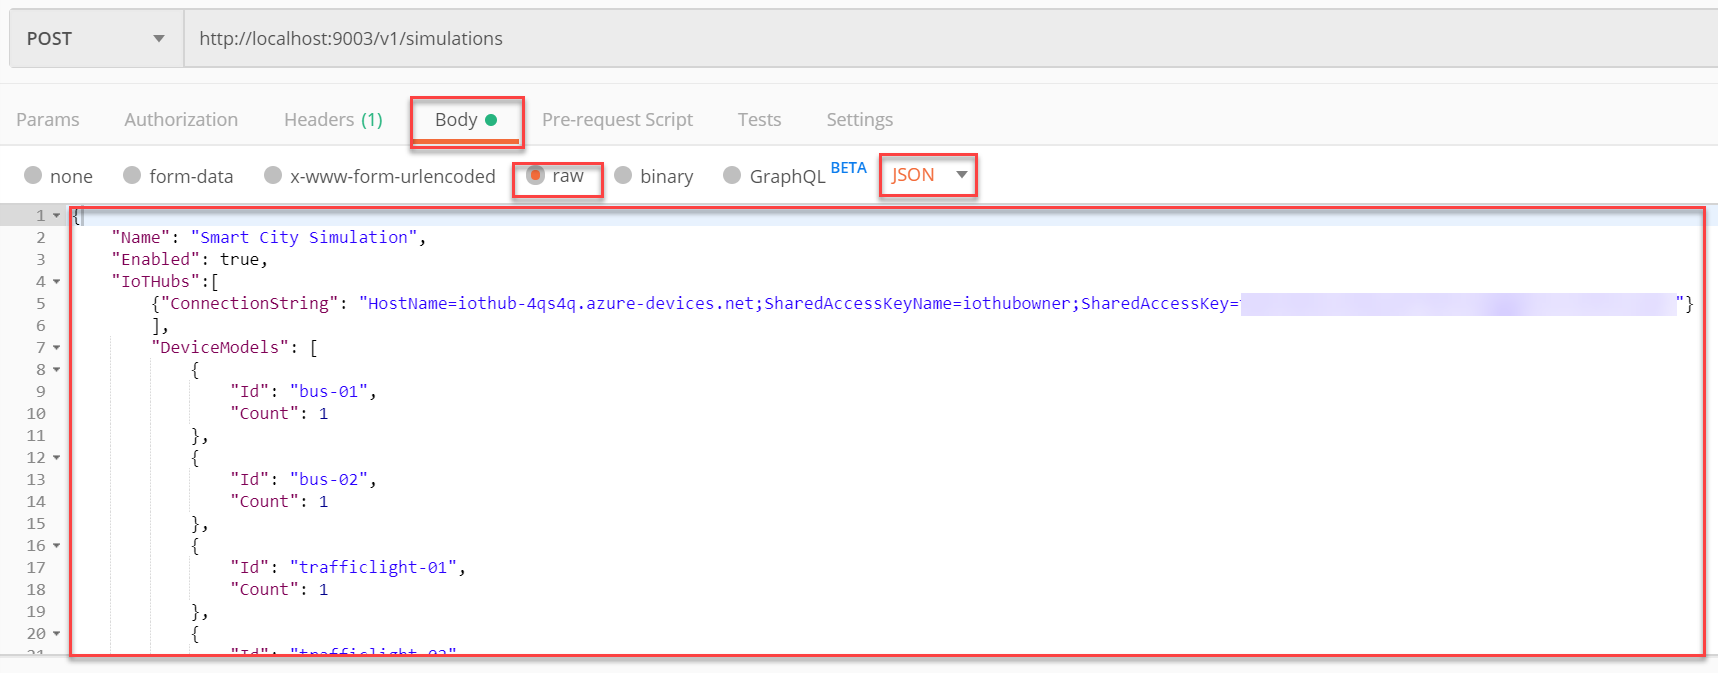 POST http://localhost:9003/v1/simulations
Params Authorization Headers (1) Body Pre-request Script Tests Settings
none form-data x-www-form-urlencoded raw binary GraphQL BETA JSON
1 {
2 "Name": "Smart City Simulation",
3 "Enabled": true,
4 "IoTHubs":[
5 {"ConnectionString": "HostName=iothub-4qs4q.azure-devices.net;SharedAccessKeyName=iothubowner;SharedAccessKey= "}
6 ],
7 "DeviceModels": [
8 {
9 "Id": "bus-01",
10 "Count": 1
11 },
12 {
13 "Id": "bus-02",
14 "Count": 1
15 },
16 {
17 "Id": "trafficlight-01",
18 "Count": 1
19 },
20 {
21 "Id": "trafficlight-02"